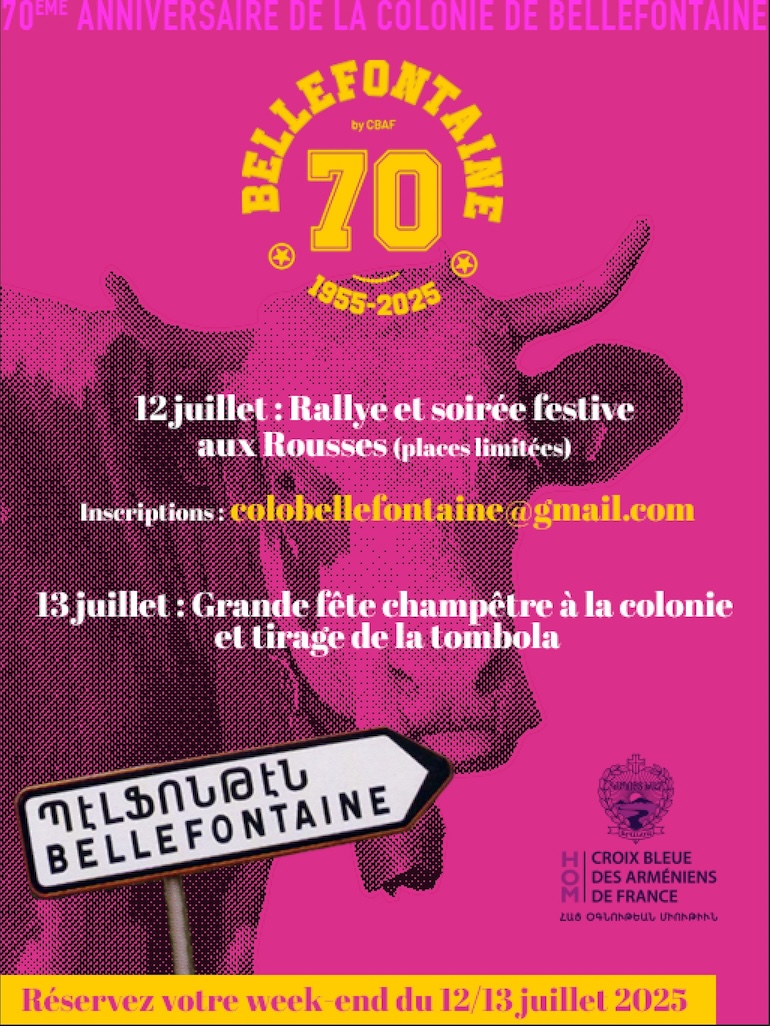 70ÈME ANNIVERSAIRE DE LA COLONIE DE BELLEFONTAINE
BELLEFONTAINE
by CBAF
70
1955-2025
12 juillet : Rallye et soirée festive
aux Rousses (places limitées)
Inscriptions : colobellefontaine@gmail.com
13 juillet : Grande fête champêtre à la colonie
et tirage de la tombola
ՊԷԼՖՈՆԹԷՆ
BELLEFONTAINE
HOM
CROIX BLEUE
DES ARMÉNIENS
DE FRANCE
ՀԱՅ ՕԳՆՈՒԹԵԱՆ ՄԻՈՒԹԻՒՆ
Réservez votre week-end du 12/13 juillet 2025